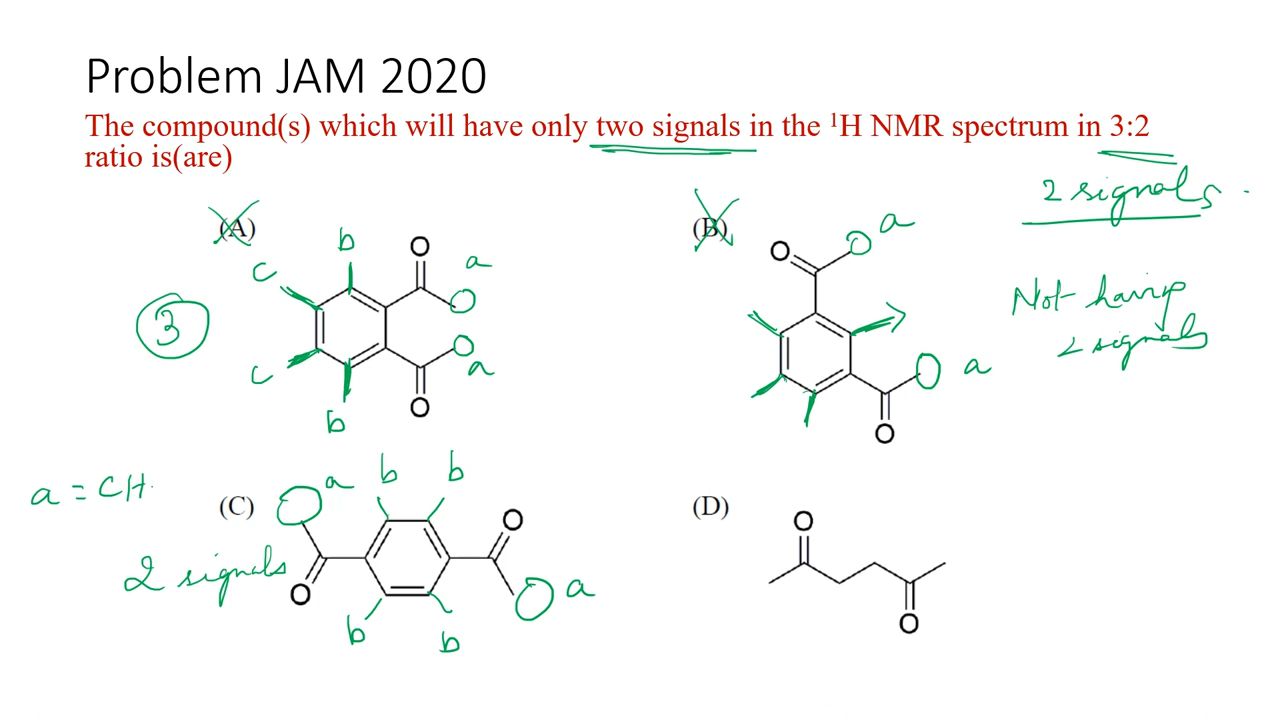 Problem JAM 2020
The compound(s) which will have only two signals in the ¹H NMR spectrum in 3:2
ratio is(are)
2 signals
(A)
b
c
O
a
3
O
O
a
c
O
b
(B)
a
O
O
O
a
O
Not having
2 signals
a = CH
(C)
a
b
b
O
O
2 signals
O
O
a
b
b
(D)
O
O